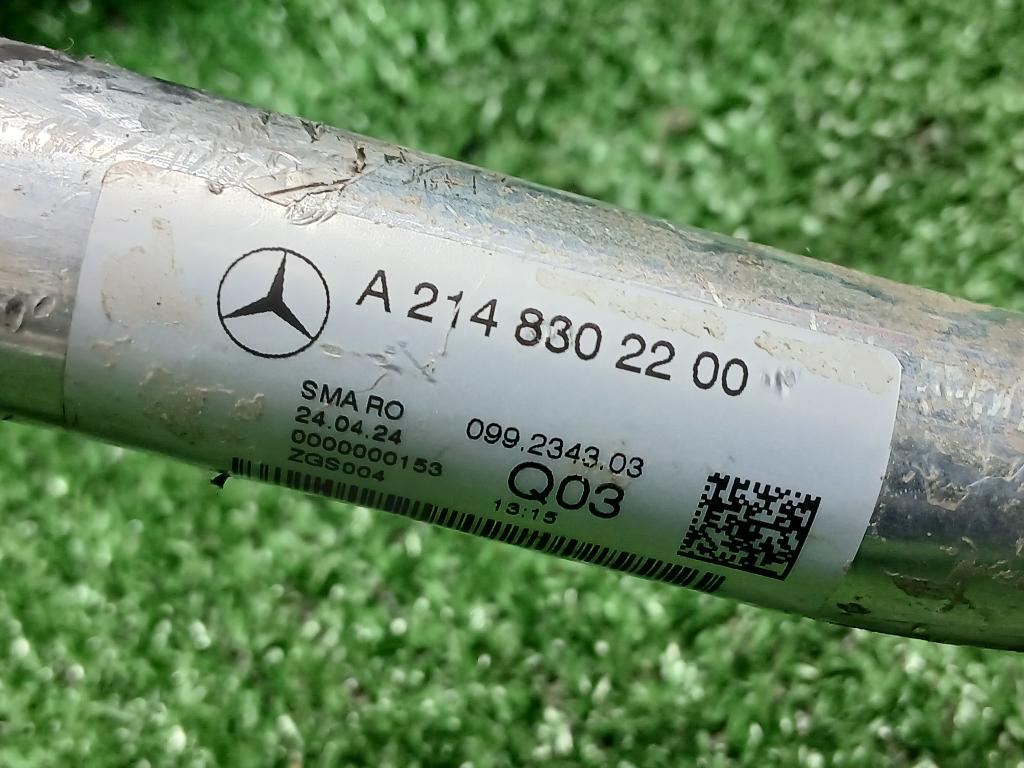 A 214 830 22 00
SMA RO
24.04.24
0000000153
ZGS004
099.2343.03
Q03
13:15